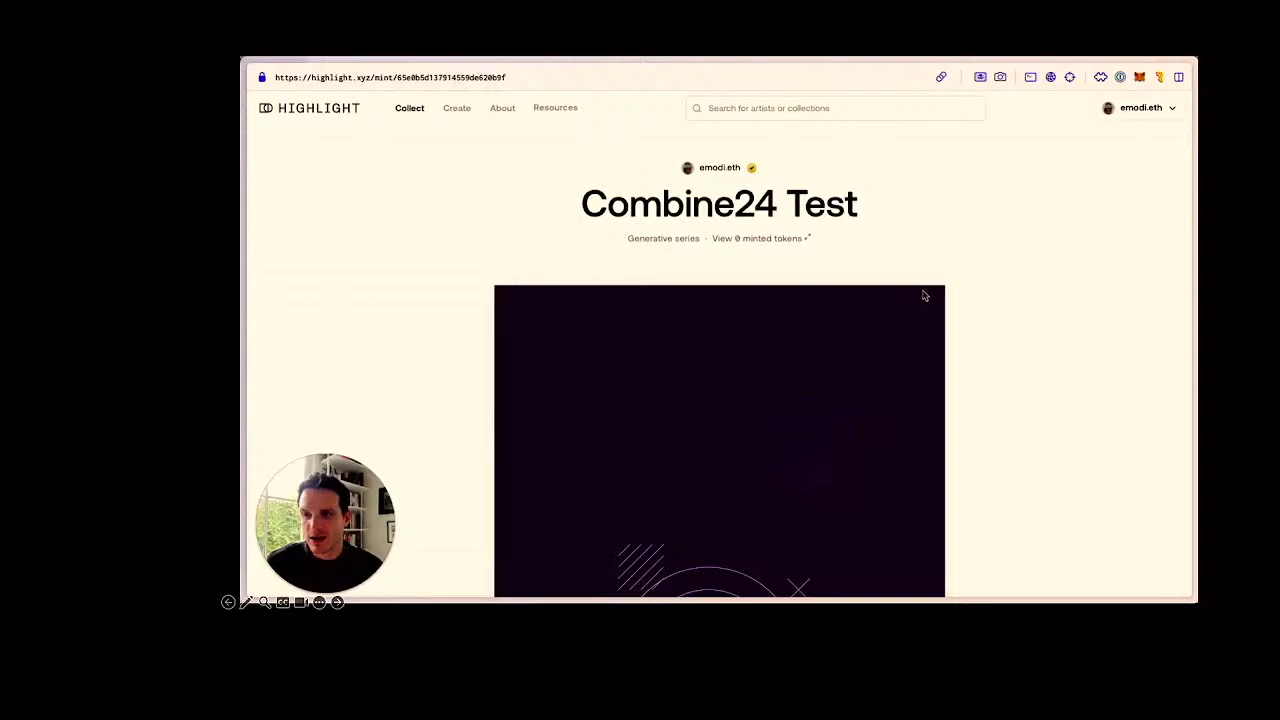 https://highlight.xyz/mint/65e0b5d137914559de620b9f
HIGHLIGHT Collect Create About Resources Search for artists or collections emodi.eth
emodi.eth
Combine24 Test
Generative series · View 0 minted tokens
CC